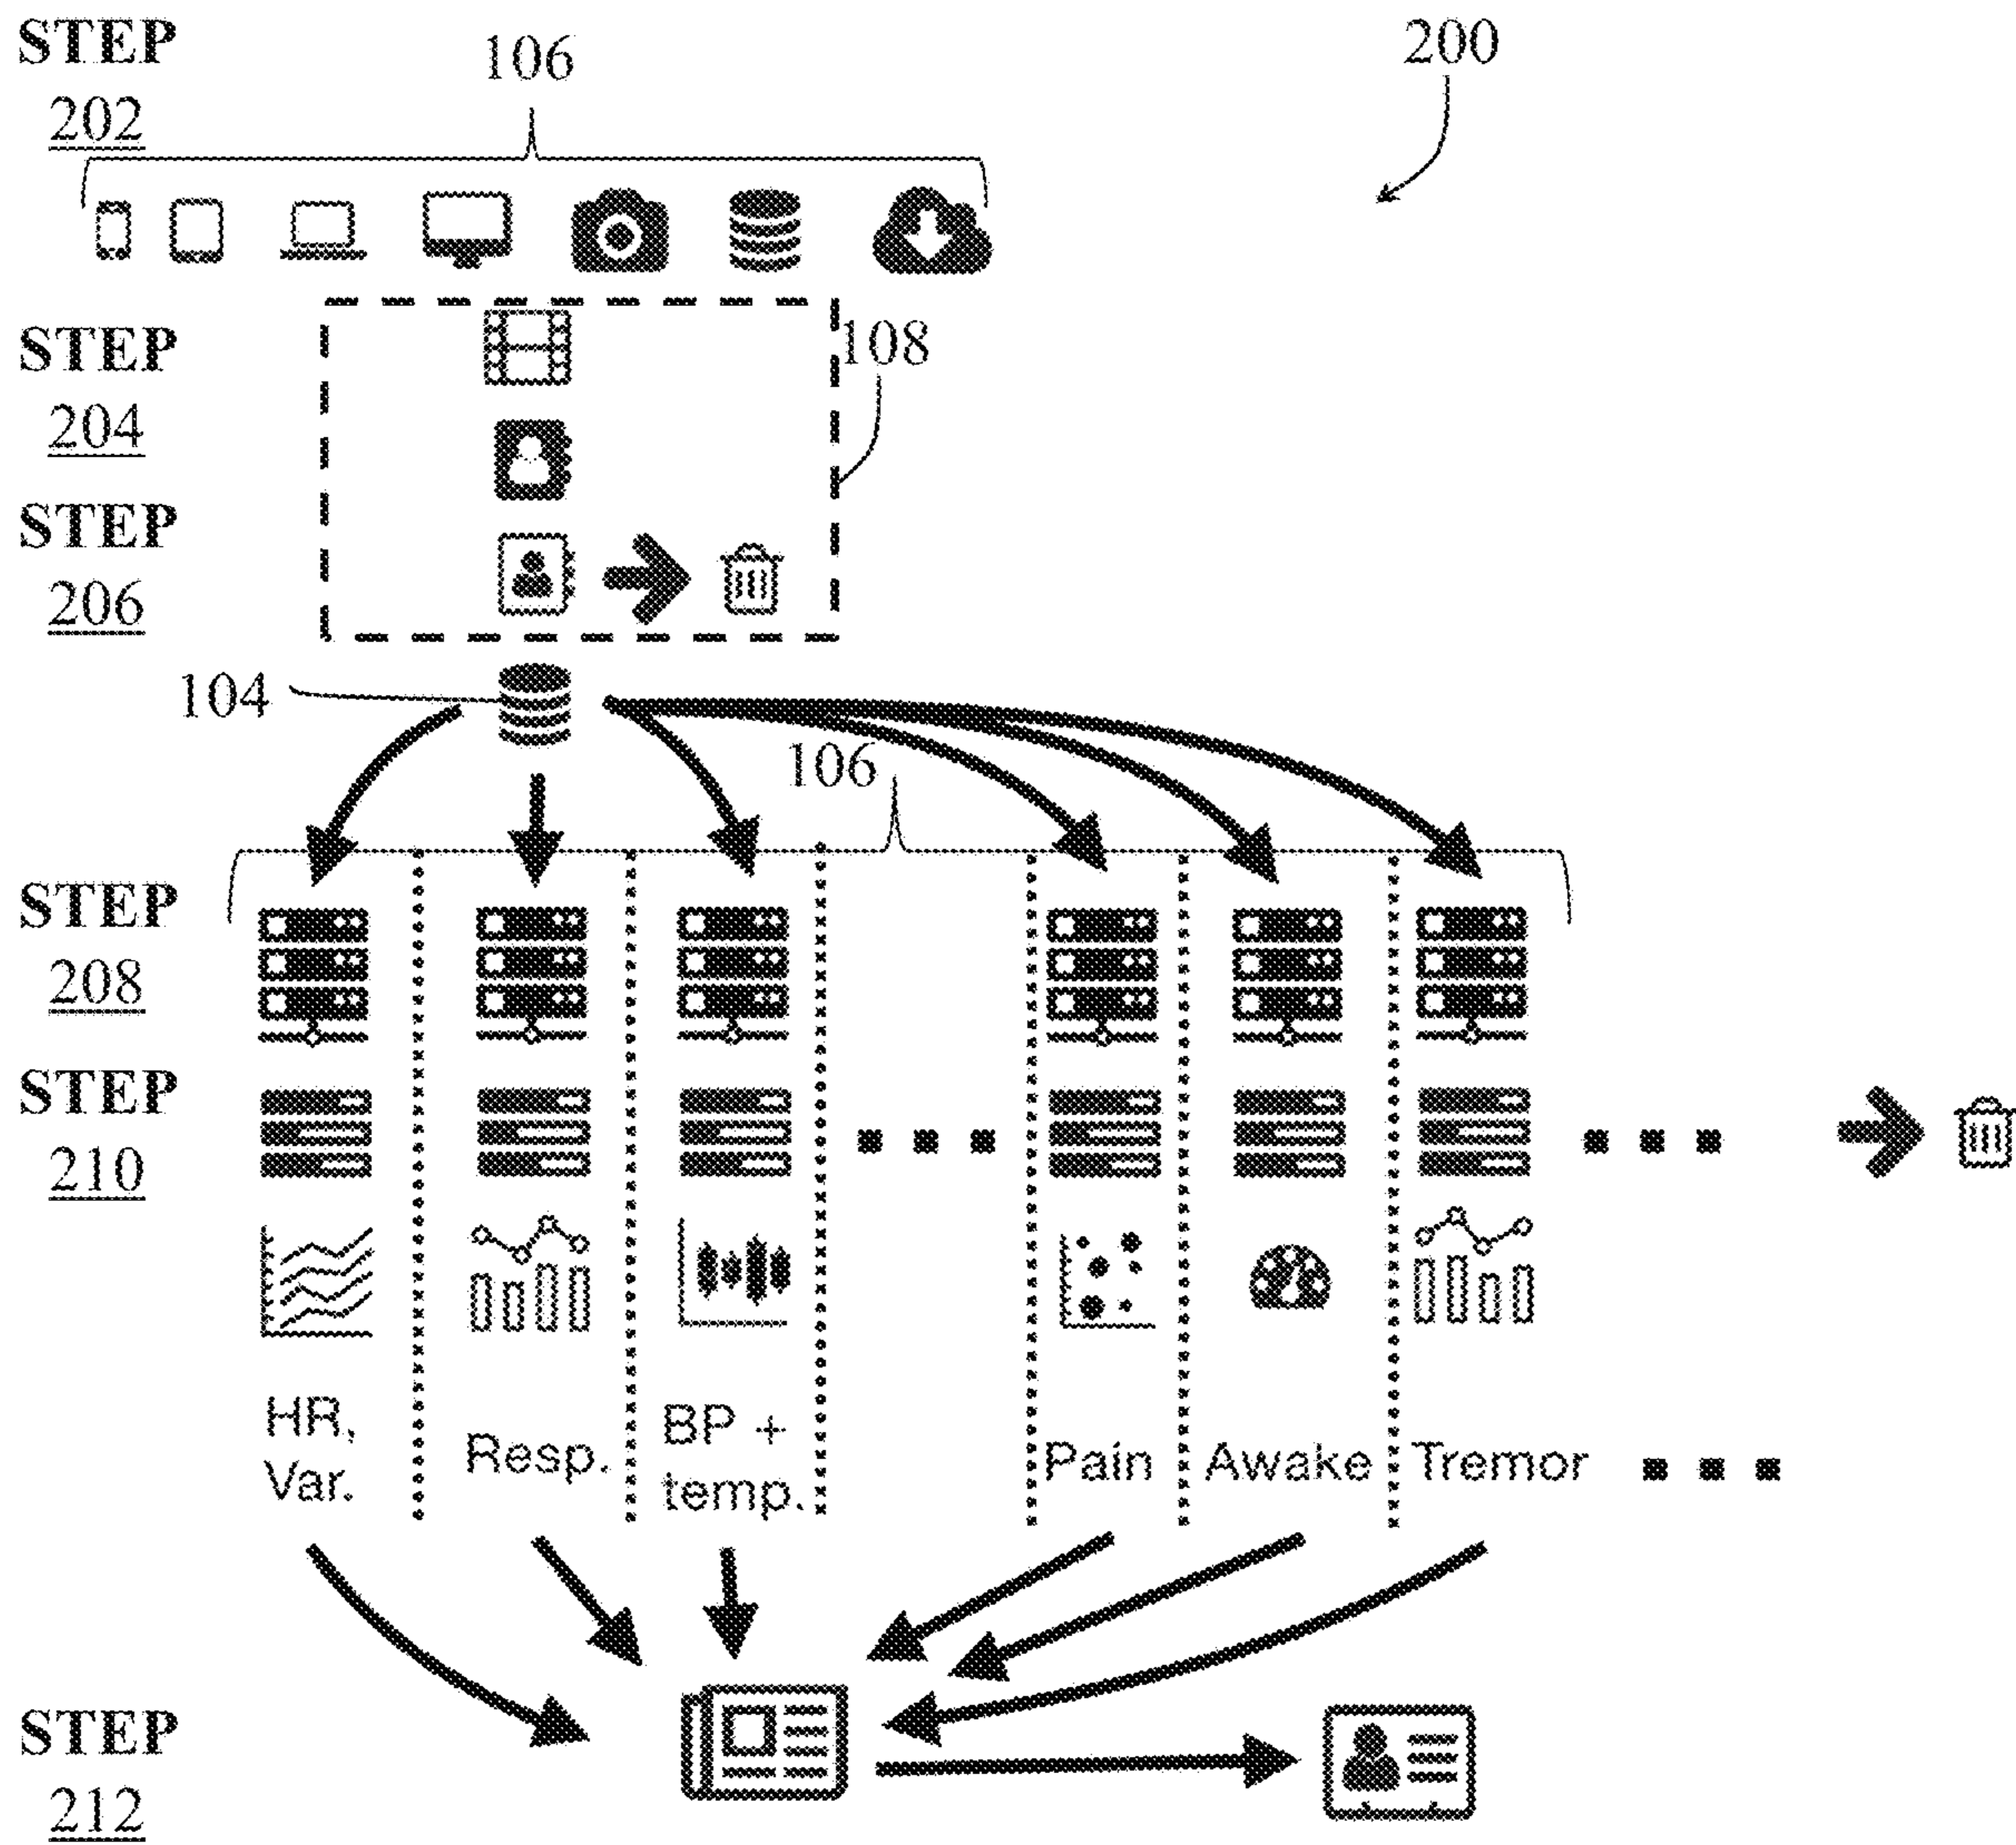 STEP
202
106
200
STEP
204
108
STEP
206
104
106
STEP
208
STEP
210
HR,
Var.
Resp.
BP +
temp.
Pain
Awake
Tremor
STEP
212